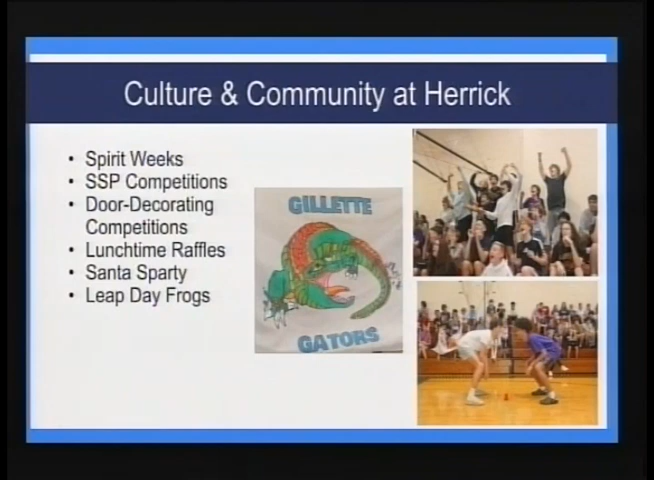 Culture & Community at Herrick
• Spirit Weeks
• SSP Competitions
• Door-Decorating
Competitions
• Lunchtime Raffles
• Santa Sparty
• Leap Day Frogs
GILLETTE
GATORS